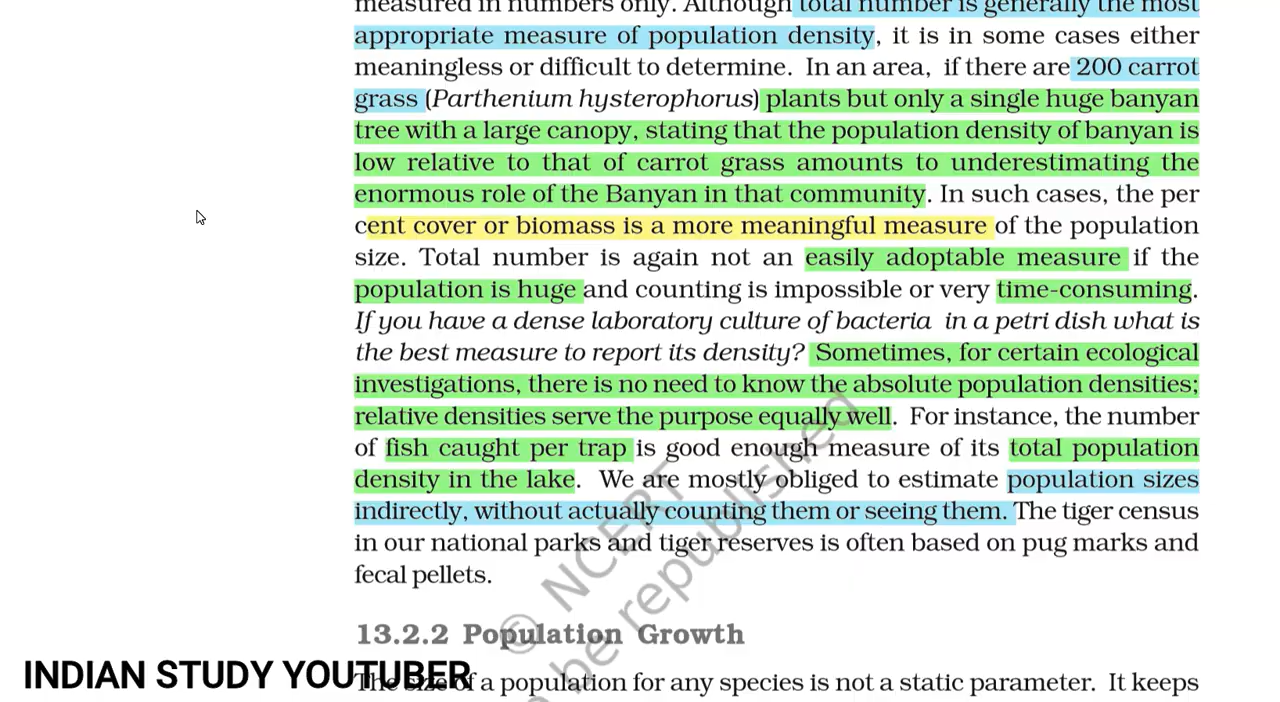 measured in numbers only. Although total number is generally the most
appropriate measure of population density, it is in some cases either
meaningless or difficult to determine. In an area, if there are 200 carrot
grass (Parthenium hysterophorus) plants but only a single huge banyan
tree with a large canopy, stating that the population density of banyan is
low relative to that of carrot grass amounts to underestimating the
enormous role of the Banyan in that community. In such cases, the per
cent cover or biomass is a more meaningful measure of the population
size. Total number is again not an easily adoptable measure if the
population is huge and counting is impossible or very time-consuming.
If you have a dense laboratory culture of bacteria in a petri dish what is
the best measure to report its density? Sometimes, for certain ecological
investigations, there is no need to know the absolute population densities;
relative densities serve the purpose equally well. For instance, the number
of fish caught per trap is good enough measure of its total population
density in the lake. We are mostly obliged to estimate population sizes
indirectly, without actually counting them or seeing them. The tiger census
in our national parks and tiger reserves is often based on pug marks and
fecal pellets.
© NCERT
be republished
13.2.2 Population Growth
INDIAN STUDY YOUTUBER
The size of a population for any species is not a static parameter. It keeps